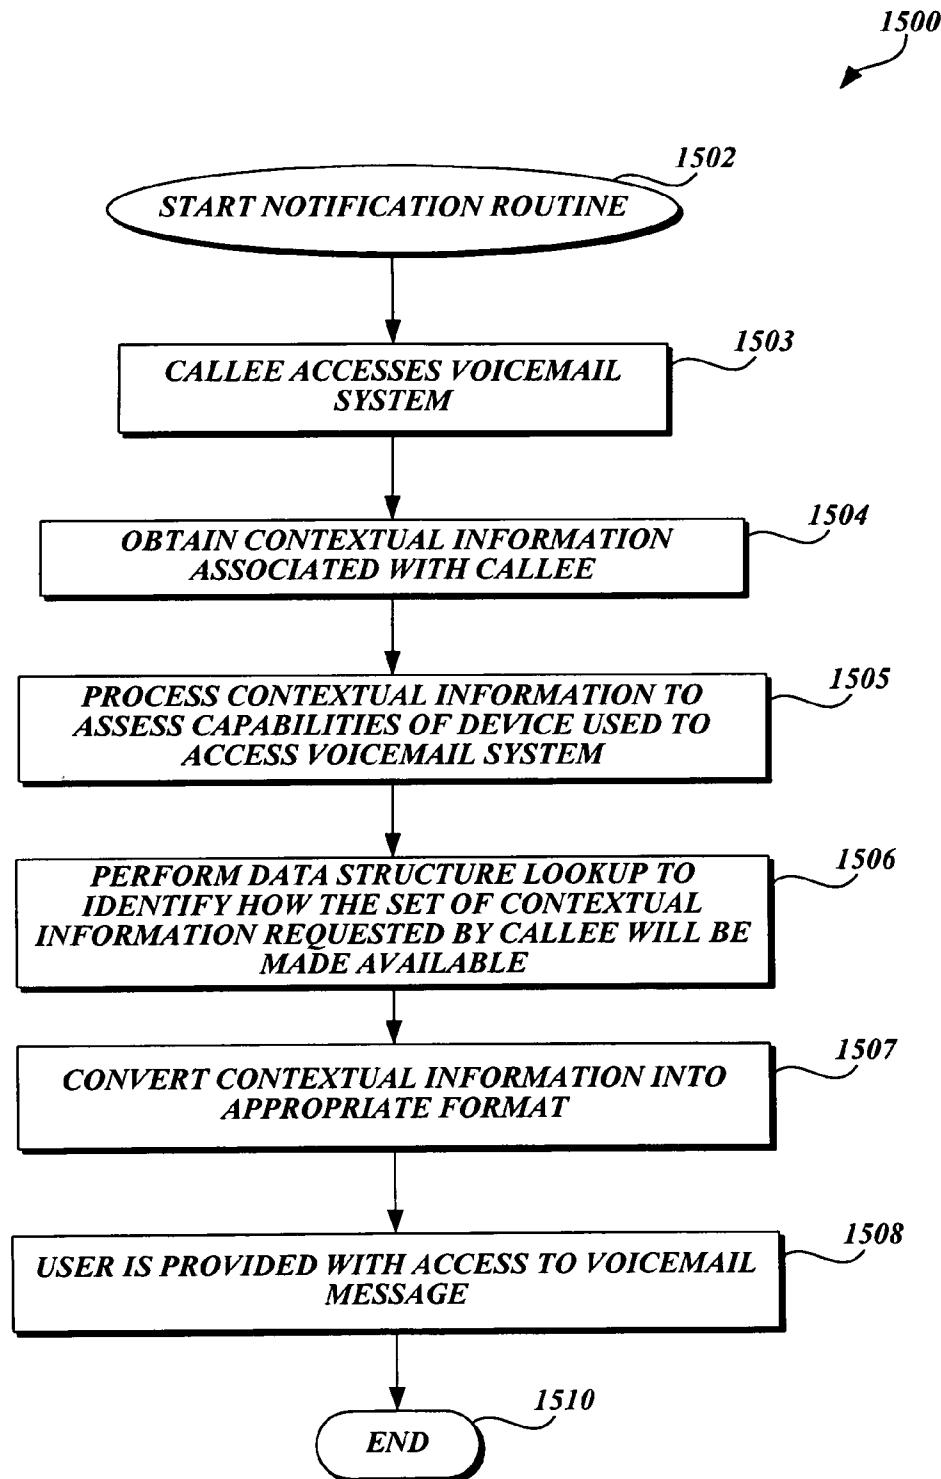 1500
1502
START NOTIFICATION ROUTINE
1503
CALLEE ACCESSES VOICEMAIL
SYSTEM
1504
OBTAIN CONTEXTUAL INFORMATION
ASSOCIATED WITH CALLEE
1505
PROCESS CONTEXTUAL INFORMATION TO
ASSESS CAPABILITIES OF DEVICE USED TO
ACCESS VOICEMAIL SYSTEM
1506
PERFORM DATA STRUCTURE LOOKUP TO
IDENTIFY HOW THE SET OF CONTEXTUAL
INFORMATION REQUESTED BY CALLEE WILL BE
MADE AVAILABLE
1507
CONVERT CONTEXTUAL INFORMATION INTO
APPROPRIATE FORMAT
1508
USER IS PROVIDED WITH ACCESS TO VOICEMAIL
MESSAGE
1510
END